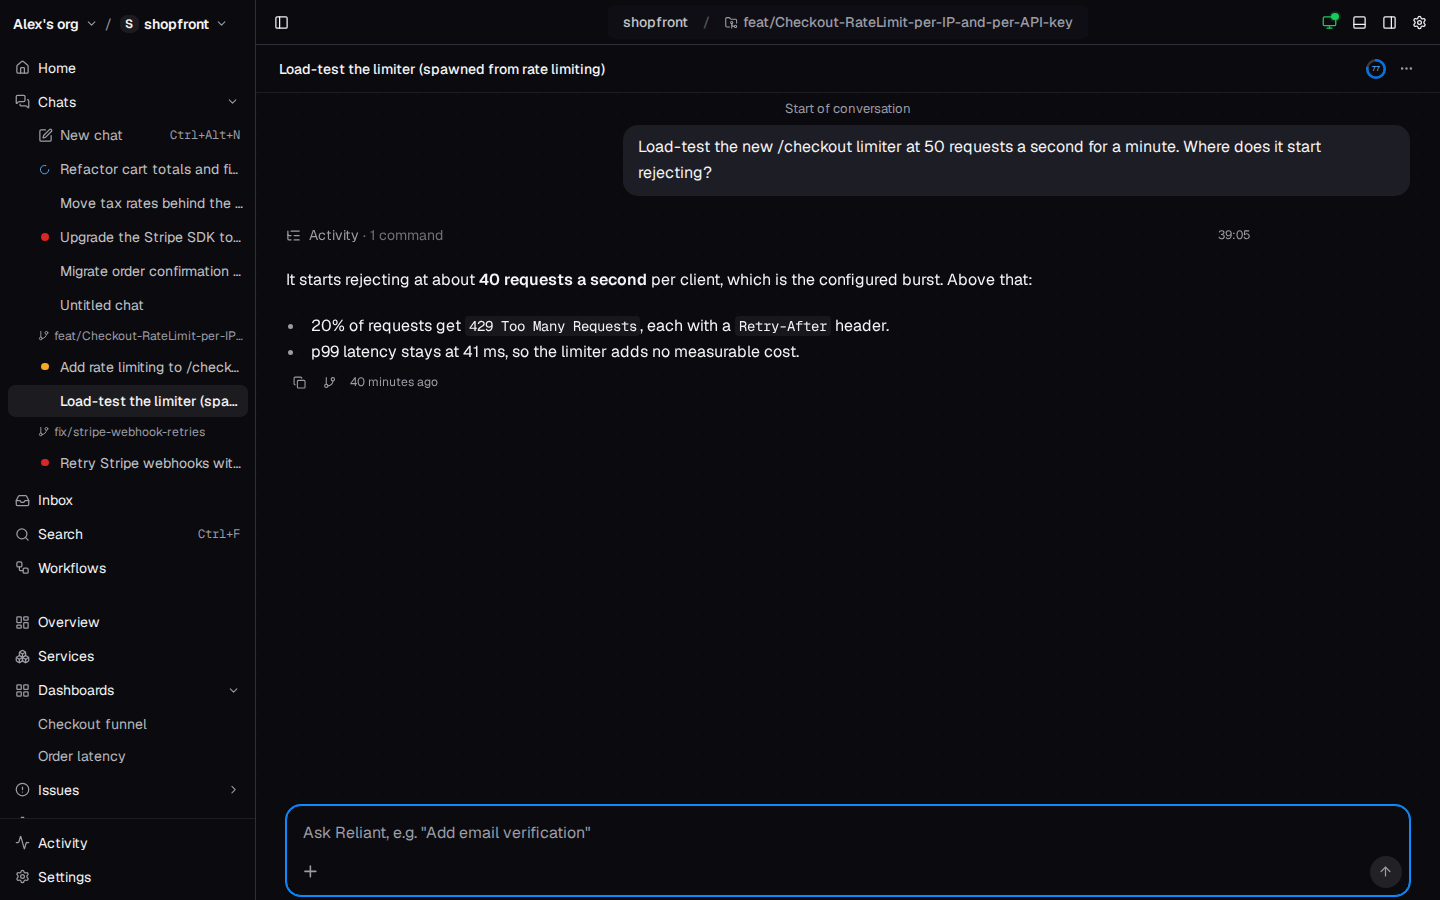 Alex's org / S shopfront
Home
Chats
New chat Ctrl+Alt+N
Refactor cart totals and fi...
Move tax rates behind the ...
Upgrade the Stripe SDK to...
Migrate order confirmation ...
Untitled chat
feat/Checkout-RateLimit-per-IP...
Add rate limiting to /check...
Load-test the limiter (spa...
fix/stripe-webhook-retries
Retry Stripe webhooks wit...
Inbox
Search Ctrl+F
Workflows
Overview
Services
Dashboards
Checkout funnel
Order latency
Issues
Activity
Settings
shopfront / feat/Checkout-RateLimit-per-IP-and-per-API-key
Load-test the limiter (spawned from rate limiting)
77
Start of conversation
Load-test the new /checkout limiter at 50 requests a second for a minute. Where does it start
rejecting?
Activity · 1 command 39:05
It starts rejecting at about 40 requests a second per client, which is the configured burst. Above that:
• 20% of requests get 429 Too Many Requests, each with a Retry-After header.
• p99 latency stays at 41 ms, so the limiter adds no measurable cost.
40 minutes ago
Ask Reliant, e.g. "Add email verification"